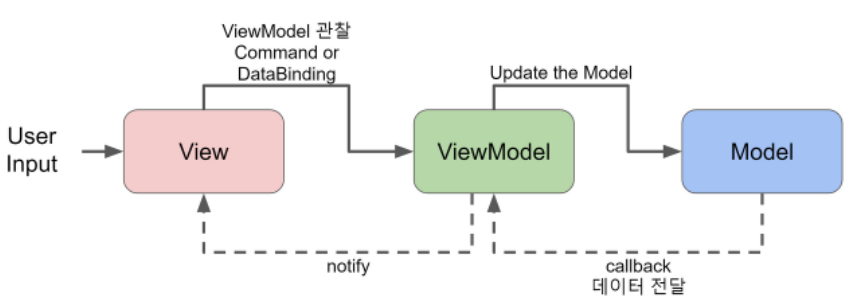 ViewModel 관찰
Command or
DataBinding
Update the Model
User
Input
View
ViewModel
Model
notify
callback
데이터 전달